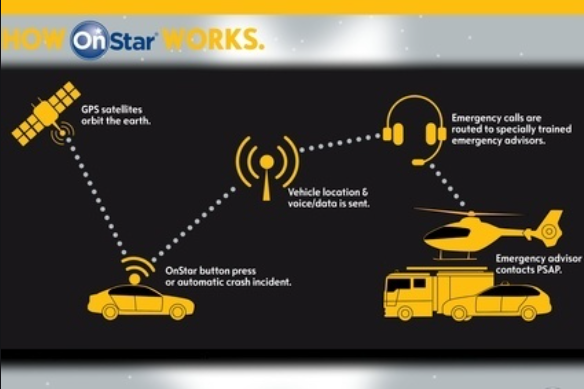 HOW OnStar WORKS.
GPS satellites
orbit the earth.
Emergency calls are
routed to specially trained
emergency advisors.
Vehicle location &
voice/data is sent.
OnStar button press
or automatic crash incident.
Emergency advisor
contacts PSAP.